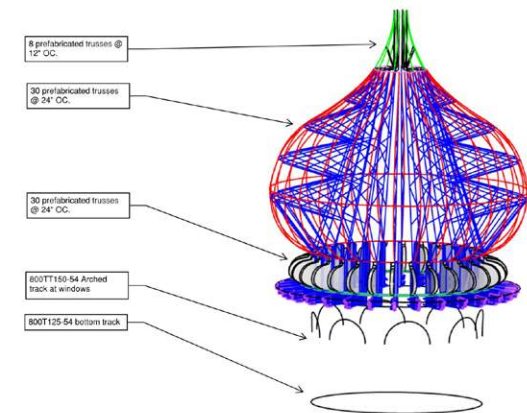 8 prefabricated trusses @
12" OC.
30 prefabricated trusses
@ 24" OC.
30 prefabricated trusses
@ 24" OC.
800TT150-54 Arched
track at windows
800T125-54 bottom track